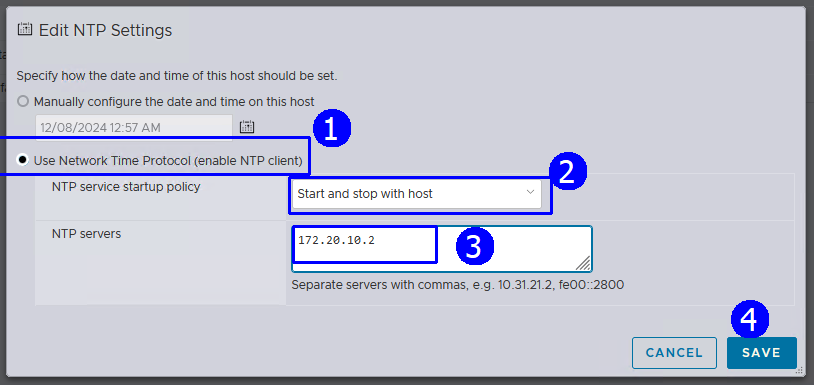 Edit NTP Settings
Specify how the date and time of this host should be set.
Manually configure the date and time on this host
12/08/2024 12:57 AM
1
Use Network Time Protocol (enable NTP client)
2
NTP service startup policy
Start and stop with host
NTP servers
172.20.10.2
3
Separate servers with commas, e.g. 10.31.21.2, fe00::2800
4
CANCEL
SAVE